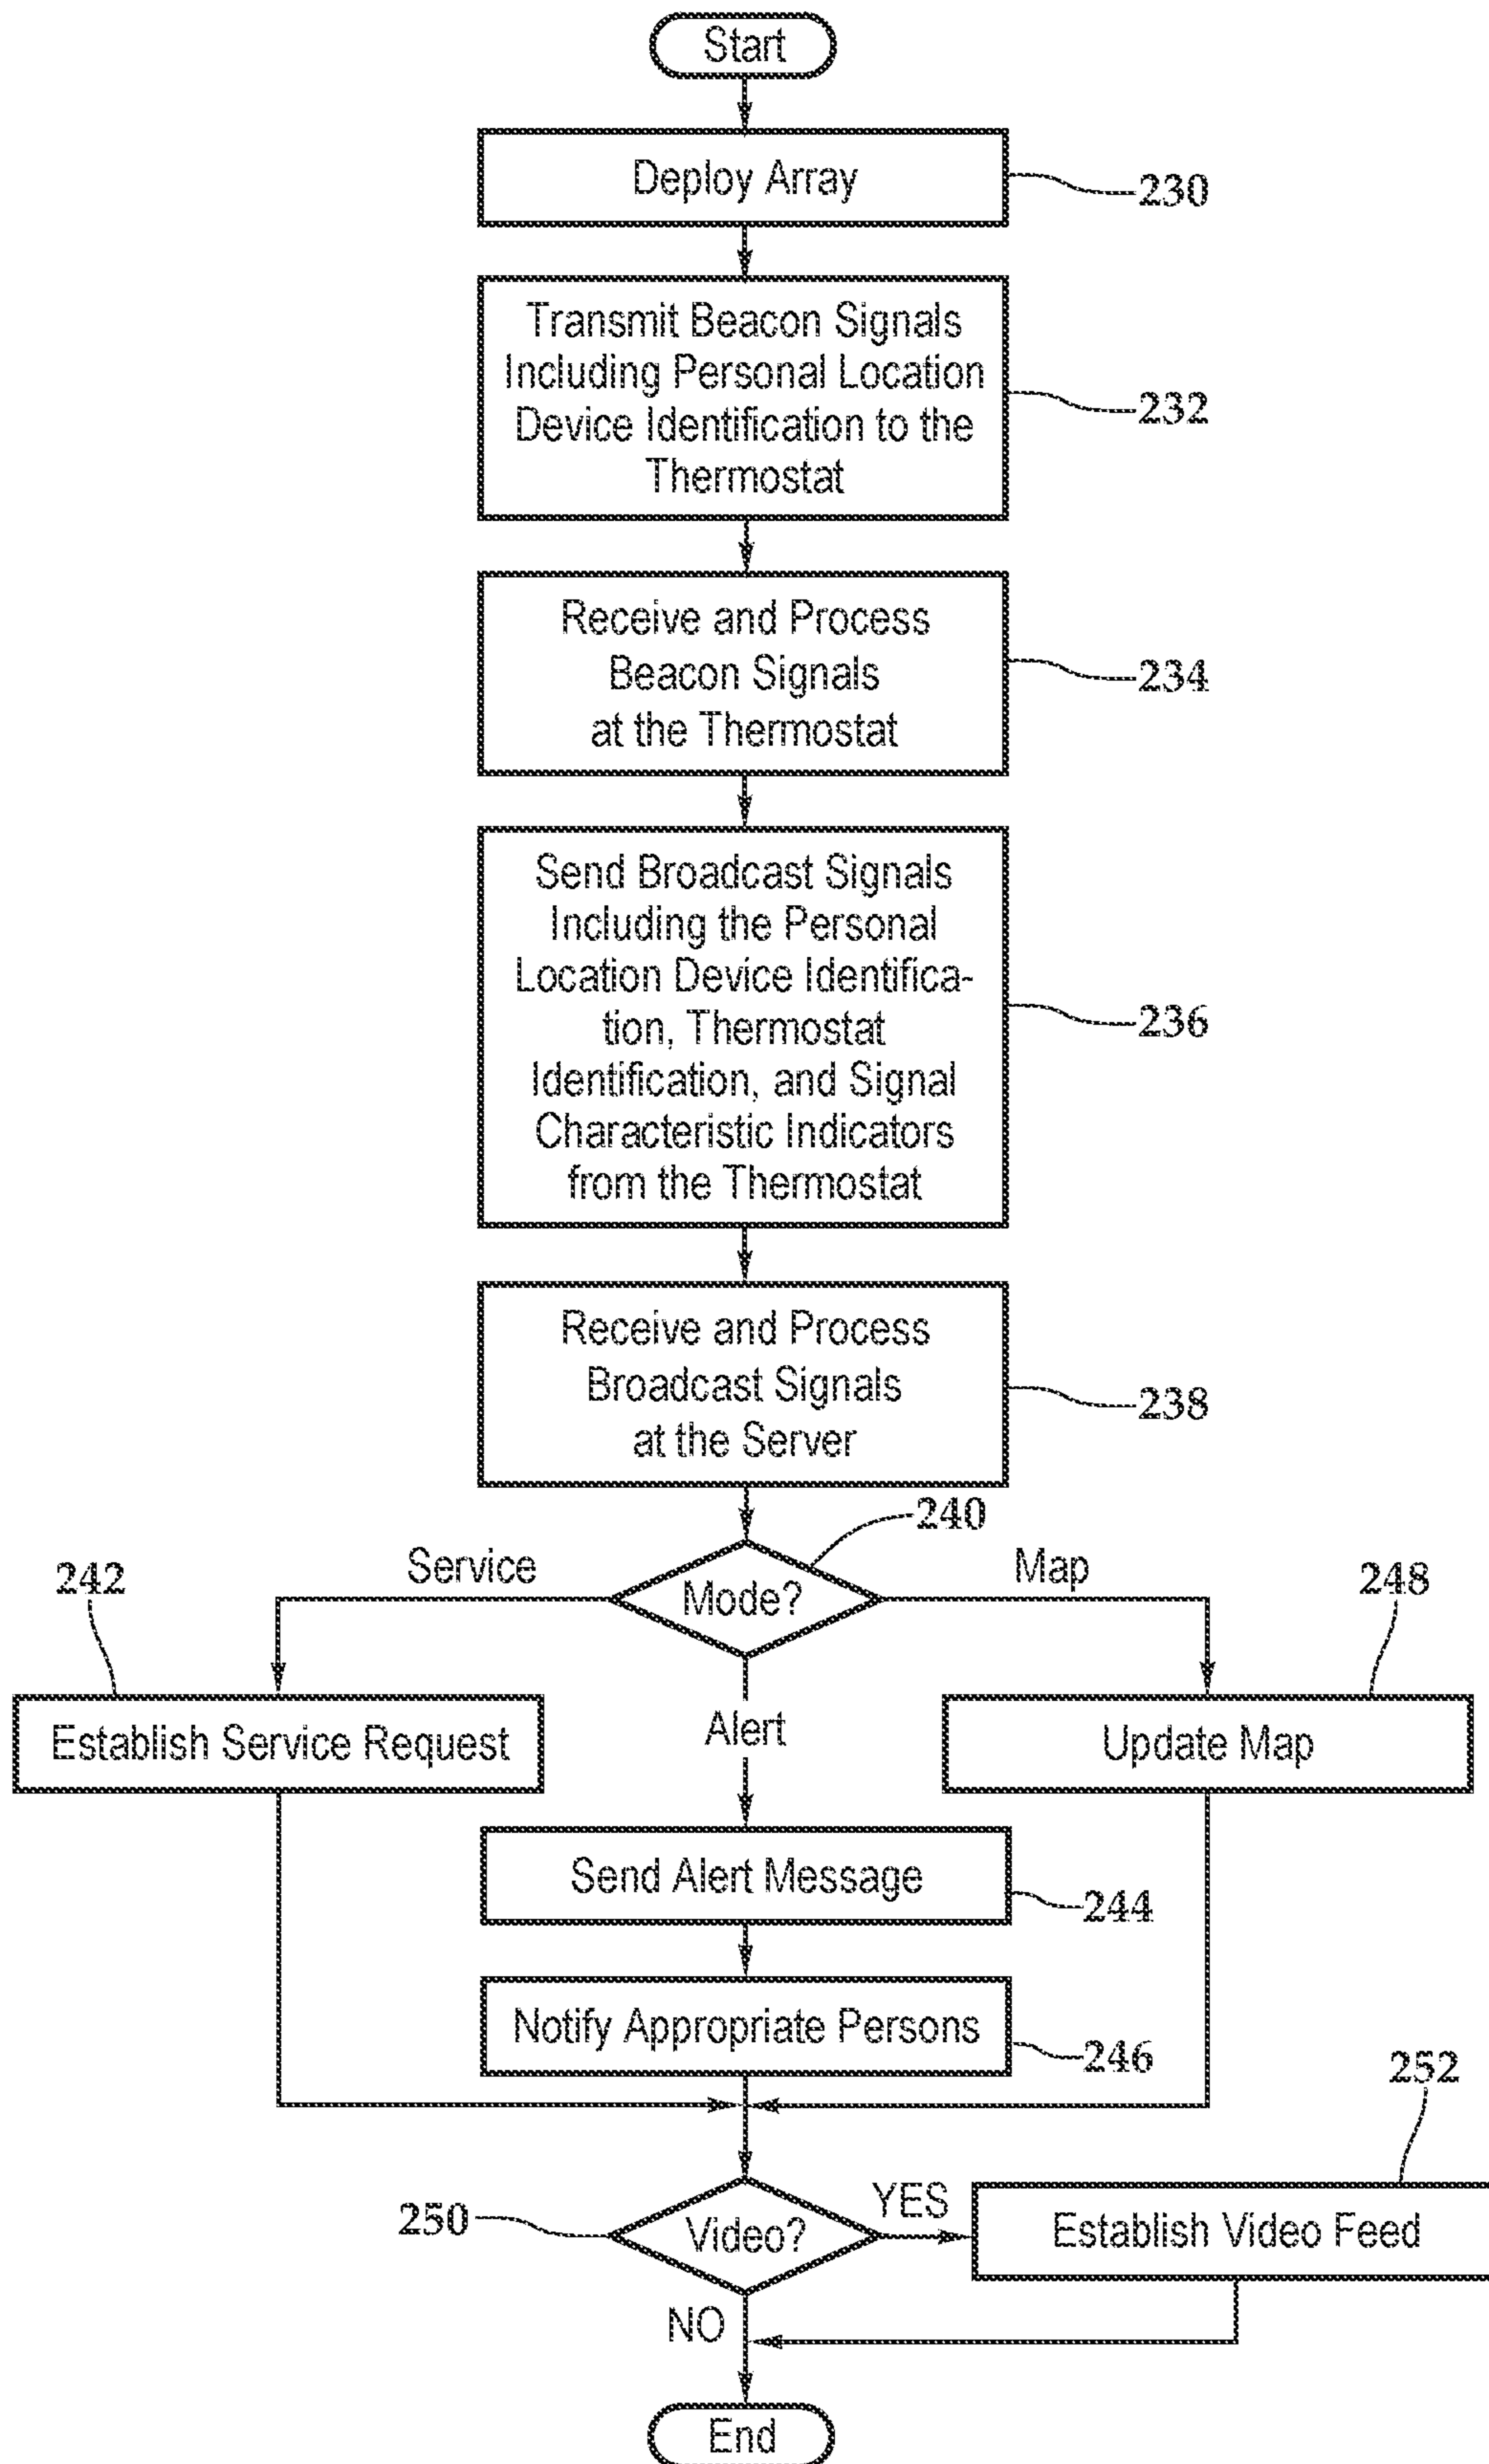 Start
Deploy Array
230
Transmit Beacon Signals
Including Personal Location
Device Identification to the
Thermostat
232
Receive and Process
Beacon Signals
at the Thermostat
234
Send Broadcast Signals
Including the Personal
Location Device Identifica-
tion, Thermostat
Identification, and Signal
Characteristic Indicators
from the Thermostat
236
Receive and Process
Broadcast Signals
at the Server
238
240
Mode?
Service
Map
242
248
Establish Service Request
Alert
Update Map
Send Alert Message
244
Notify Appropriate Persons
246
252
250
Video?
YES
Establish Video Feed
NO
End